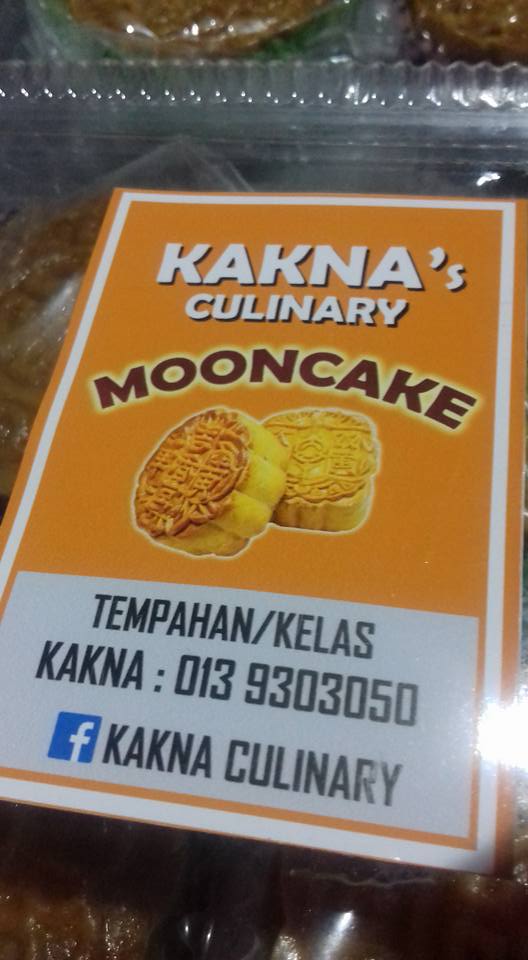 KAKNA's
CULINARY
MOONCAKE
TEMPAHAN/KELAS
KAKNA : 013 9303050
f KAKNA CULINARY